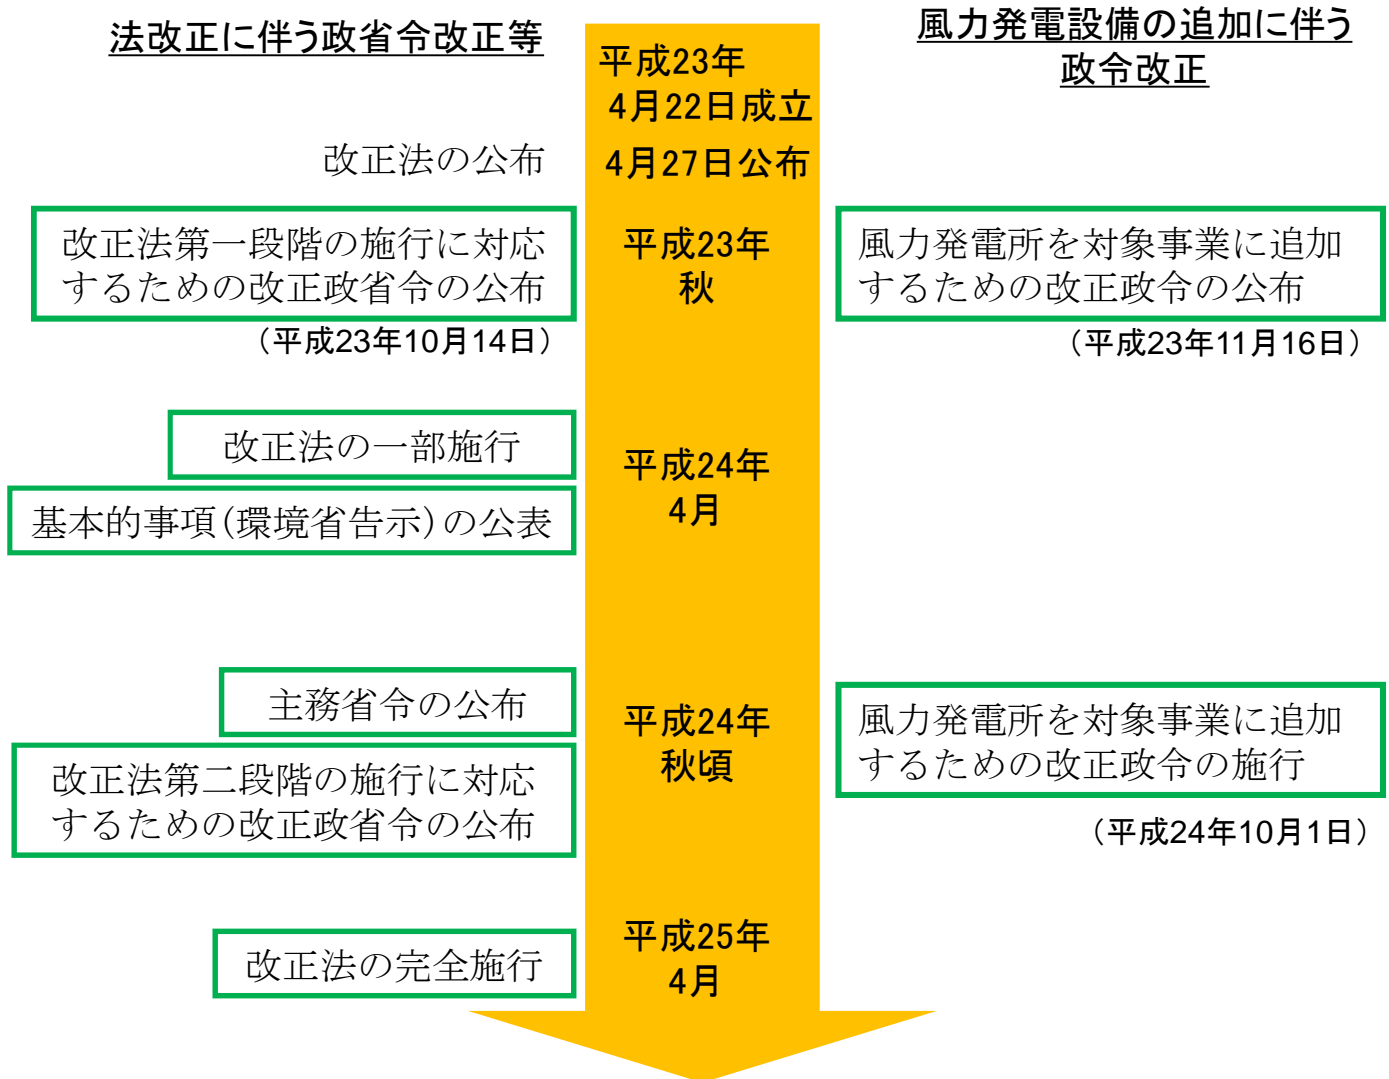 法改正に伴う政省令改正等
風力発電設備の追加に伴う
政令改正
平成23年
4月22日成立
改正法の公布
4月27日公布
改正法第一段階の施行に対応
するための改正政省令の公布
(平成23年10月14日)
平成23年
秋
風力発電所を対象事業に追加
するための改正政令の公布
(平成23年11月16日)
改正法の一部施行
基本的事項(環境省告示)の公表
平成24年
4月
主務省令の公布
改正法第二段階の施行に対応
するための改正政省令の公布
平成24年
秋頃
風力発電所を対象事業に追加
するための改正政令の施行
(平成24年10月1日)
改正法の完全施行
平成25年
4月